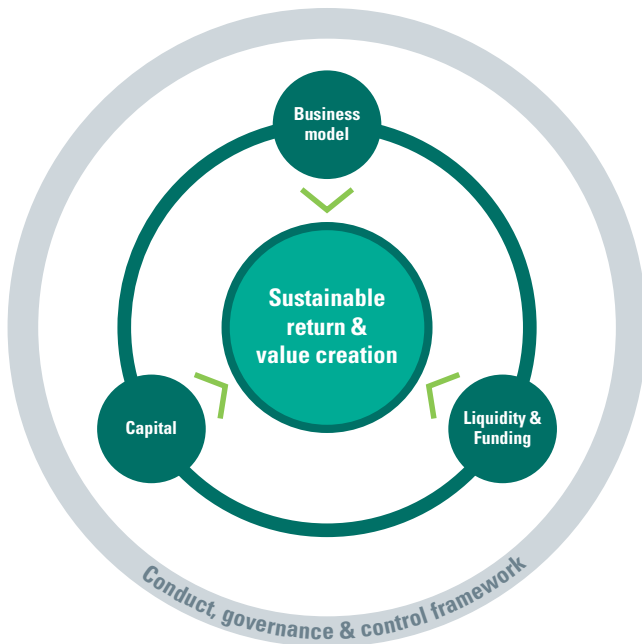 Business
model
Sustainable
return &
value creation
Capital
Liquidity &
Funding
Conduct, governance & control framework